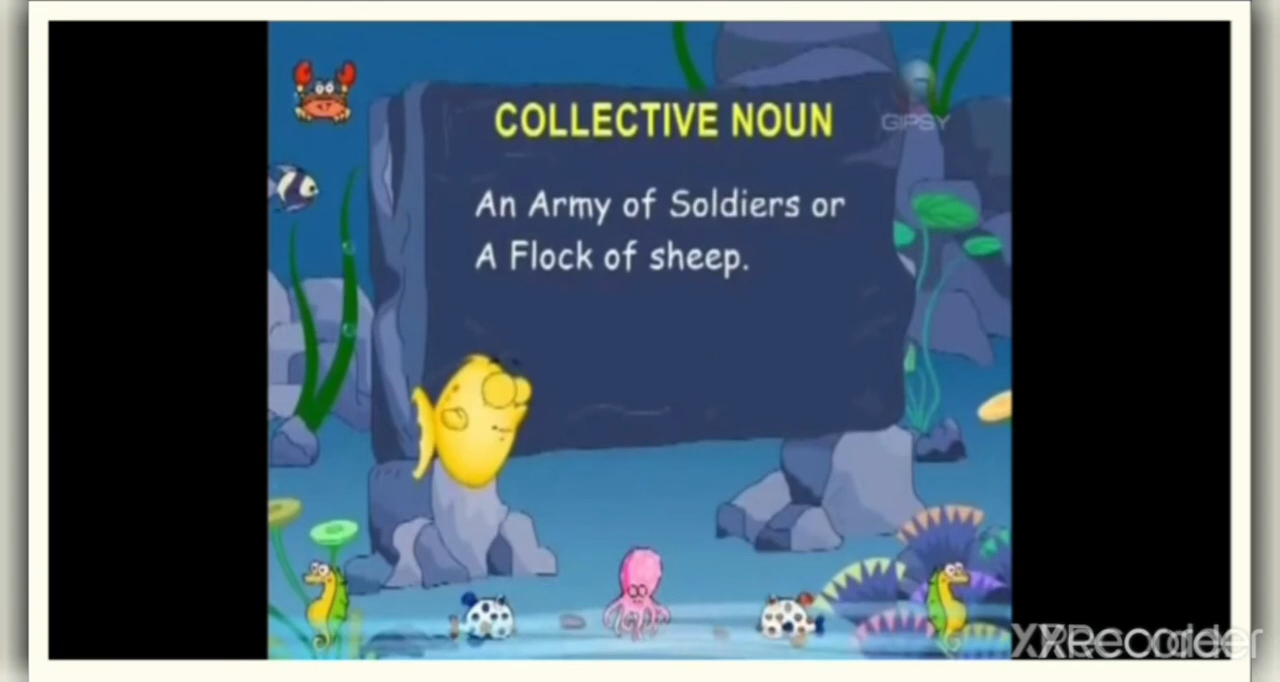 COLLECTIVE NOUN
GIPSY
An Army of Soldiers or
A Flock of sheep.
XRecorder